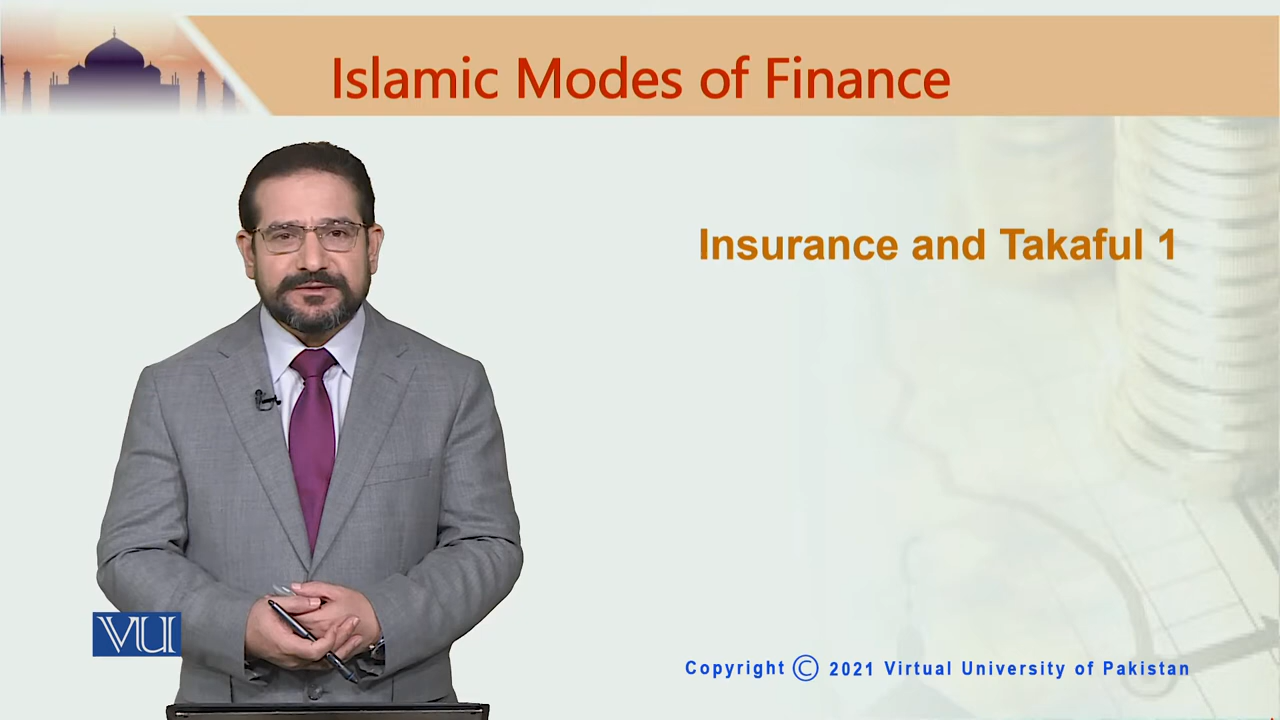 Islamic Modes of Finance
Insurance and Takaful 1
VU
Copyright © 2021 Virtual University of Pakistan